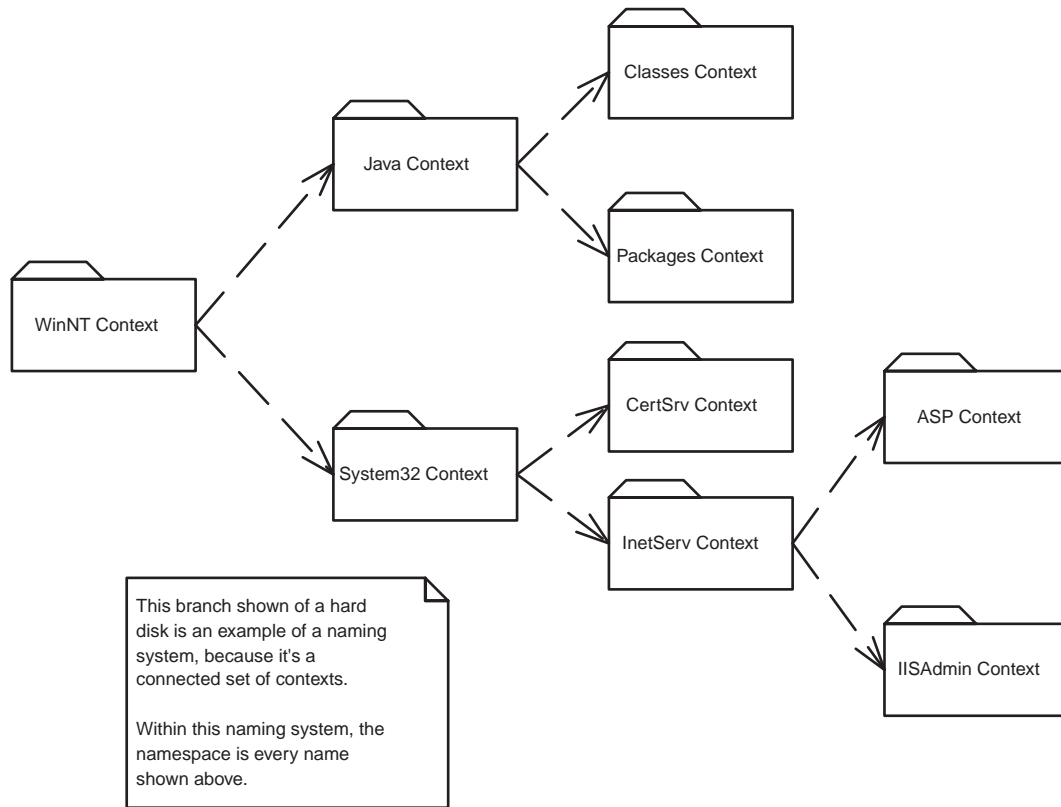 Classes Context
Java Context
Packages Context
WinNT Context
CertSrv Context
ASP Context
System32 Context
InetServ Context
This branch shown of a hard
disk is an example of a naming
system, because it's a
connected set of contexts.
Within this naming system, the
namespace is every name
shown above.
IISAdmin Context